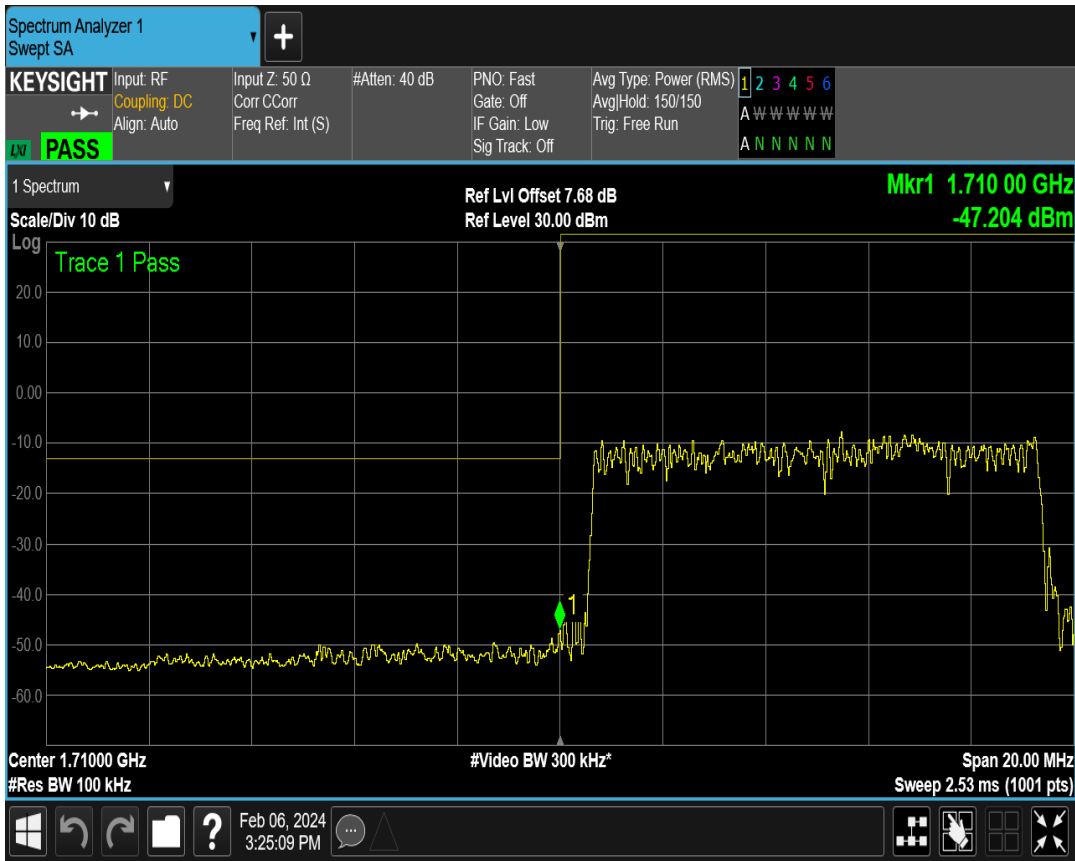 Spectrum Analyzer 1
Swept SA
+
KEYSIGHT
LXI PASS
Input: RF
Coupling: DC
Align: Auto
Input Z: 50 Ω
Corr CCorr
Freq Ref: Int (S)
#Atten: 40 dB
PNO: Fast
Gate: Off
IF Gain: Low
Sig Track: Off
Avg Type: Power (RMS)
Avg|Hold: 150/150
Trig: Free Run
1 2 3 4 5 6
A W W W W W
A N N N N N
1 Spectrum
Scale/Div 10 dB
Ref Lvl Offset 7.68 dB
Ref Level 30.00 dBm
Mkr1 1.710 00 GHz
-47.204 dBm
Log
Trace 1 Pass
20.0
10.0
0.00
-10.0
-20.0
-30.0
-40.0
1
-50.0
-60.0
Center 1.71000 GHz
#Res BW 100 kHz
#Video BW 300 kHz*
Span 20.00 MHz
Sweep 2.53 ms (1001 pts)
?
Feb 06, 2024
3:25:09 PM